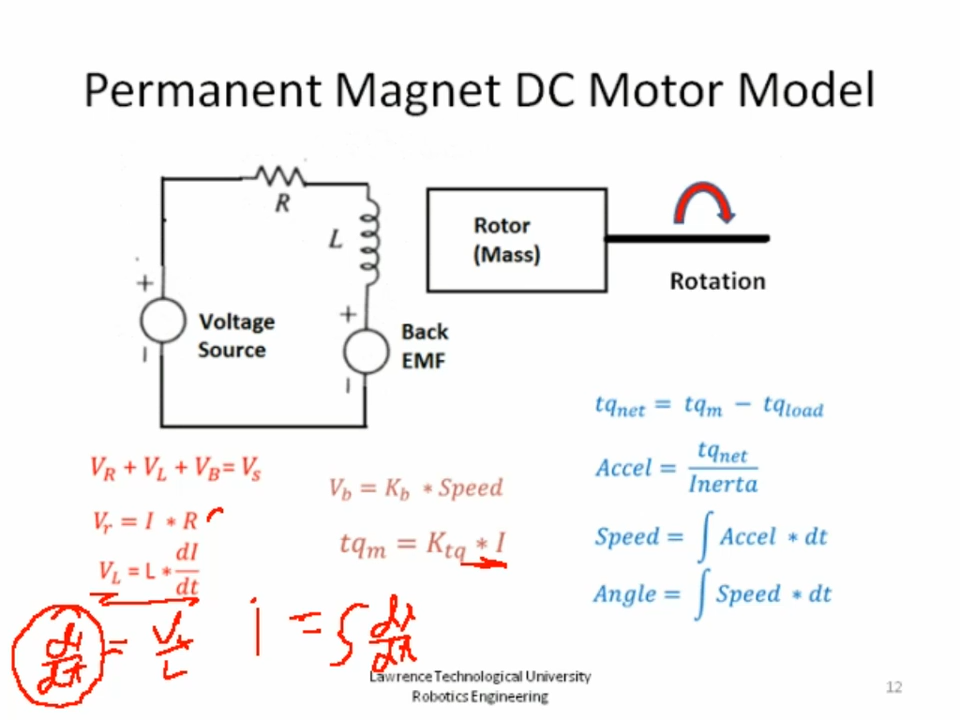 Permanent Magnet DC Motor Model
R
L
+
Voltage
Source
+
Back
EMF
Rotor
(Mass)
Rotation
V_R + V_L + V_B = V_s
V_r = I * R
V_L = L * dI/dt
V_b = K_b * Speed
tq_m = K_tq * I
tq_net = tq_m − tq_load
Accel = tq_net/Inerta
Speed = ∫ Accel * dt
Angle = ∫ Speed * dt
di/dt = V_L/L
i = ∫ di/dt
Lawrence Technological University
Robotics Engineering
12